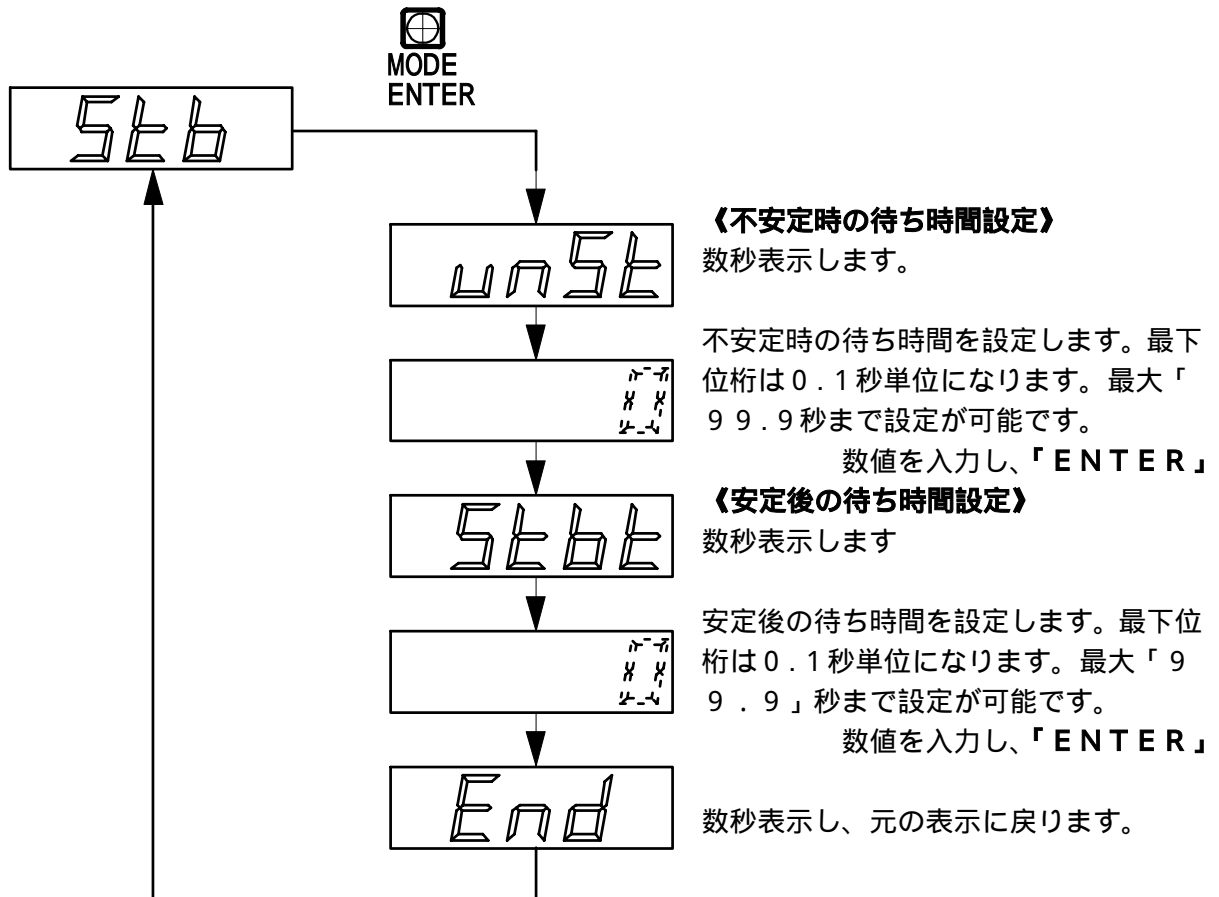 MODE
ENTER
Stb
unSt
《不安定時の待ち時間設定》
数秒表示します。
0
不安定時の待ち時間を設定します。最下
位桁は０.１秒単位になります。最大「
９９.９秒まで設定が可能です。
数値を入力し、「ＥＮＴＥＲ」
Stbt
《安定後の待ち時間設定》
数秒表示します
0
安定後の待ち時間を設定します。最下位
桁は０.１秒単位になります。最大「９
９.９」秒まで設定が可能です。
数値を入力し、「ＥＮＴＥＲ」
End
数秒表示し、元の表示に戻ります。